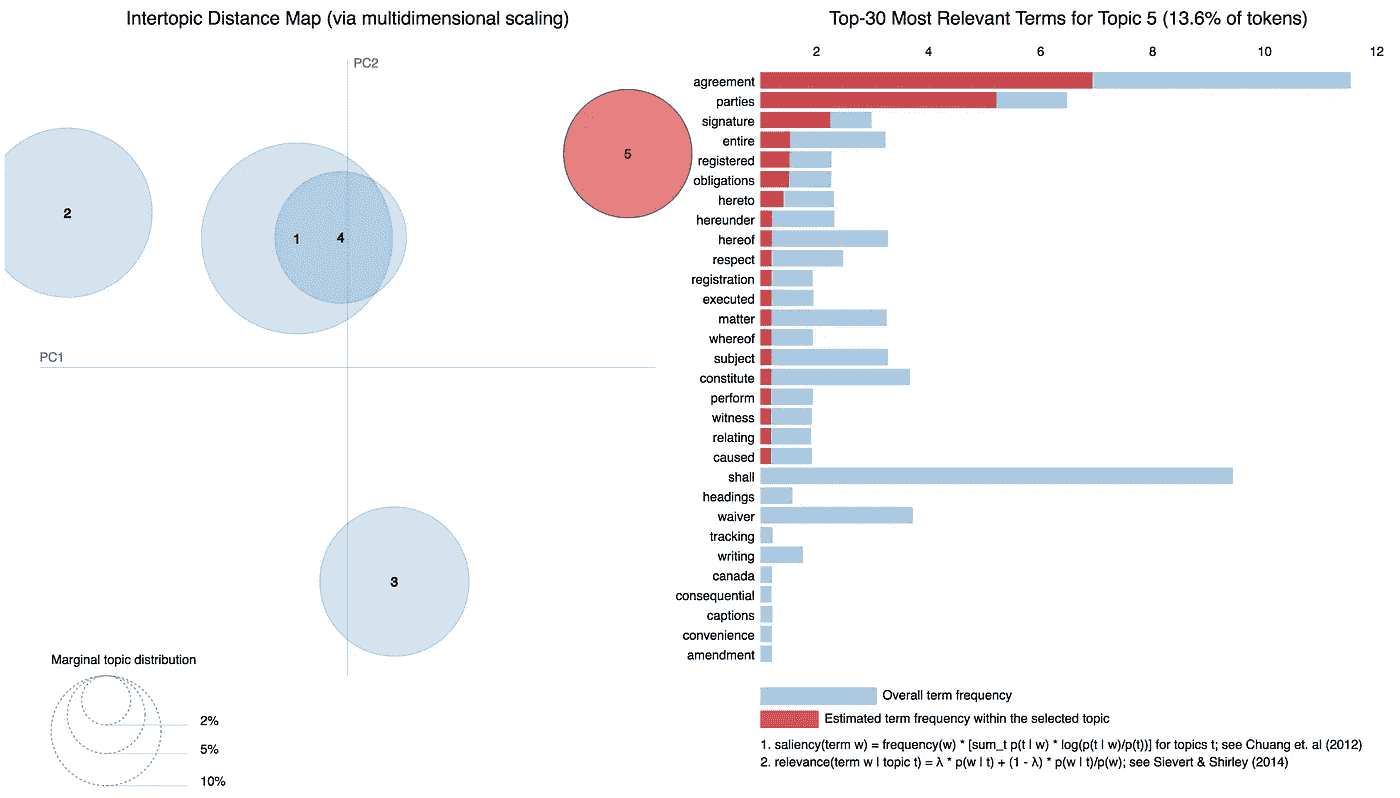 Intertopic Distance Map (via multidimensional scaling)
PC2
5
2
1
4
PC1
3
Marginal topic distribution
2%
5%
10%
Top-30 Most Relevant Terms for Topic 5 (13.6% of tokens)
2 4 6 8 10 12
agreement
parties
signature
entire
registered
obligations
hereto
hereunder
hereof
respect
registration
executed
matter
whereof
subject
constitute
perform
witness
relating
caused
shall
headings
waiver
tracking
writing
canada
consequential
captions
convenience
amendment
Overall term frequency
Estimated term frequency within the selected topic
1. saliency(term w) = frequency(w) * [sum_t p(t | w) * log(p(t | w)/p(t))] for topics t; see Chuang et. al (2012)
2. relevance(term w | topic t) = λ * p(w | t) + (1 - λ) * p(w | t)/p(w); see Sievert & Shirley (2014)